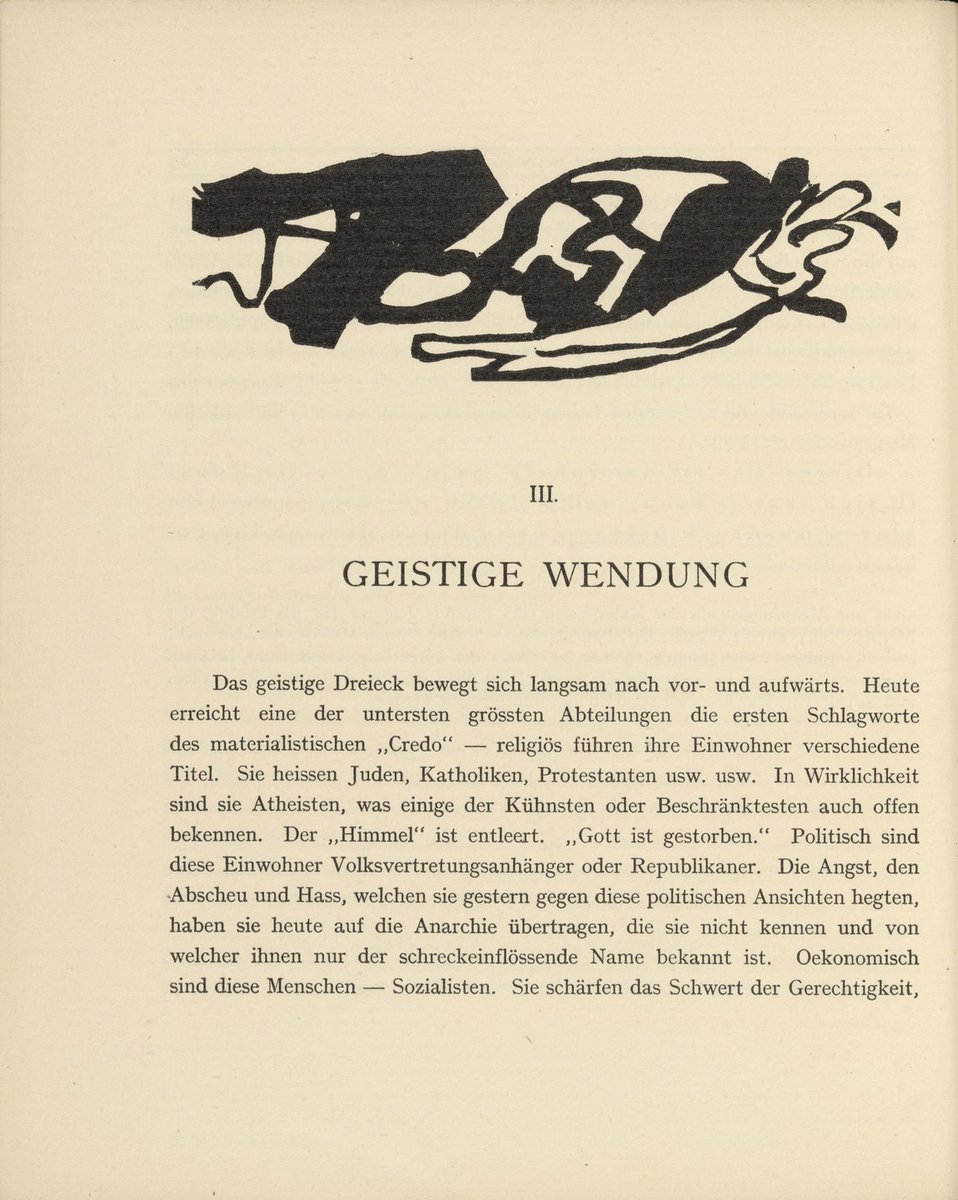 III.
GEISTIGE WENDUNG
Das geistige Dreieck bewegt sich langsam nach vor- und aufwärts. Heute
erreicht eine der untersten grössten Abteilungen die ersten Schlagworte
des materialistischen „Credo“ — religiös führen ihre Einwohner verschiedene
Titel. Sie heissen Juden, Katholiken, Protestanten usw. usw. In Wirklichkeit
sind sie Atheisten, was einige der Kühnsten oder Beschränktesten auch offen
bekennen. Der „Himmel“ ist entleert. „Gott ist gestorben.“ Politisch sind
diese Einwohner Volksvertretungsanhänger oder Republikaner. Die Angst, den
Abscheu und Hass, welchen sie gestern gegen diese politischen Ansichten hegten,
haben sie heute auf die Anarchie übertragen, die sie nicht kennen und von
welcher ihnen nur der schreckeinflössende Name bekannt ist. Oekonomisch
sind diese Menschen — Sozialisten. Sie schärfen das Schwert der Gerechtigkeit,